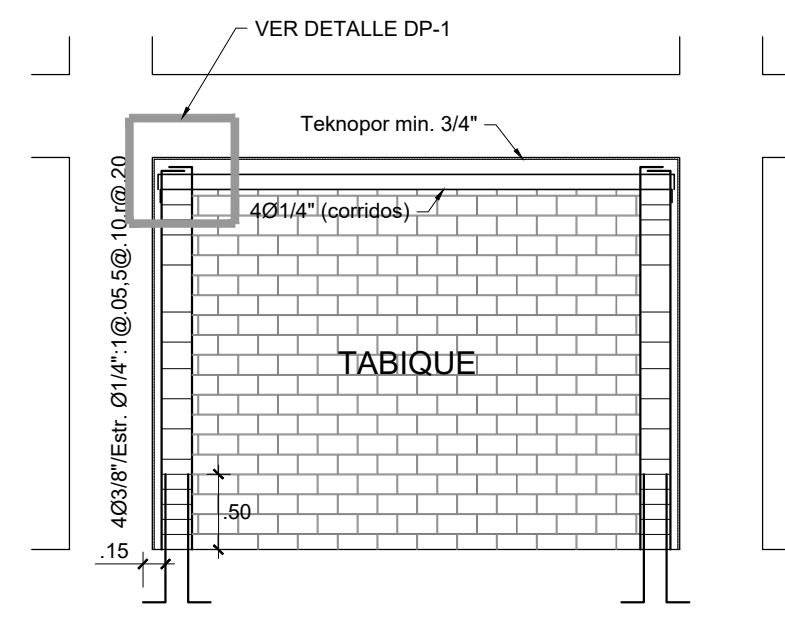 VER DETALLE DP-1
Teknopor min. 3/4"
4Ø1/4" (corridos)
4Ø3/8"/Estr. Ø1/4":1@.05,5@.10,r@.20
TABIQUE
.50
.15